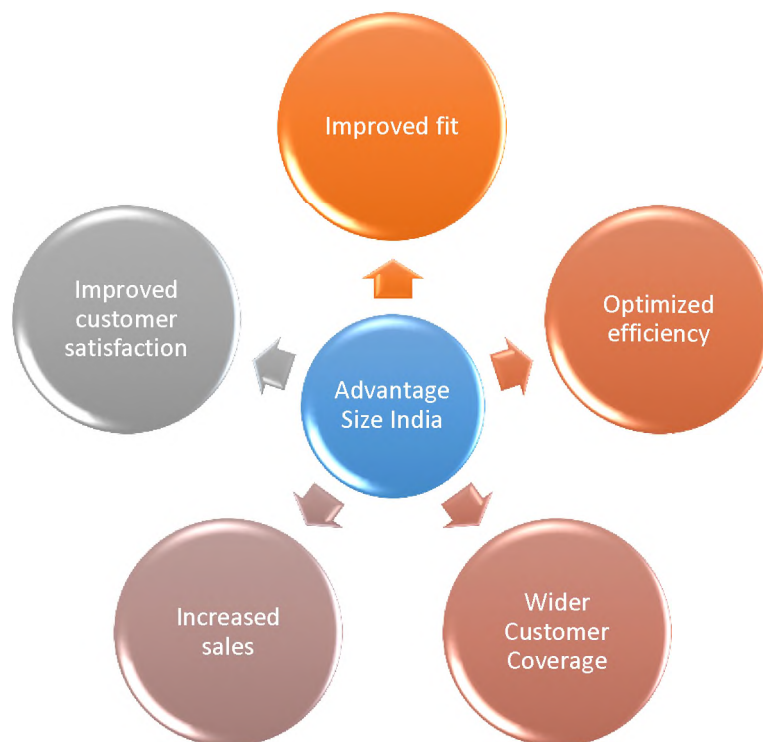 Improved fit
Improved
customer
satisfaction
Optimized
efficiency
Advantage
Size India
Increased
sales
Wider
Customer
Coverage